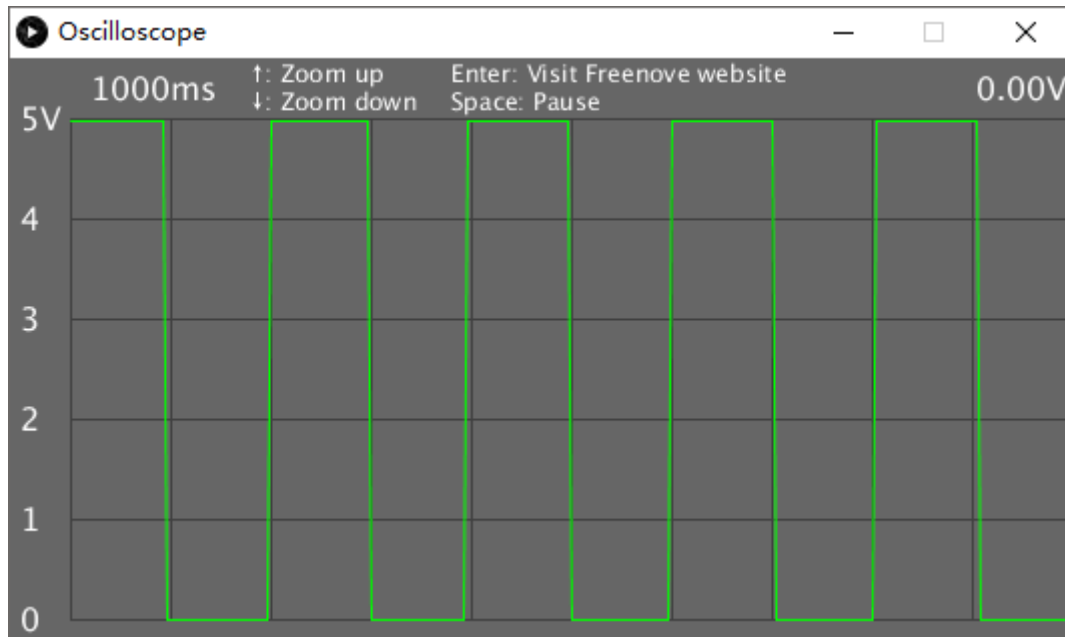 Oscilloscope
1000ms
↑: Zoom up
↓: Zoom down
Enter: Visit Freenove website
Space: Pause
0.00V
5V
4
3
2
1
0